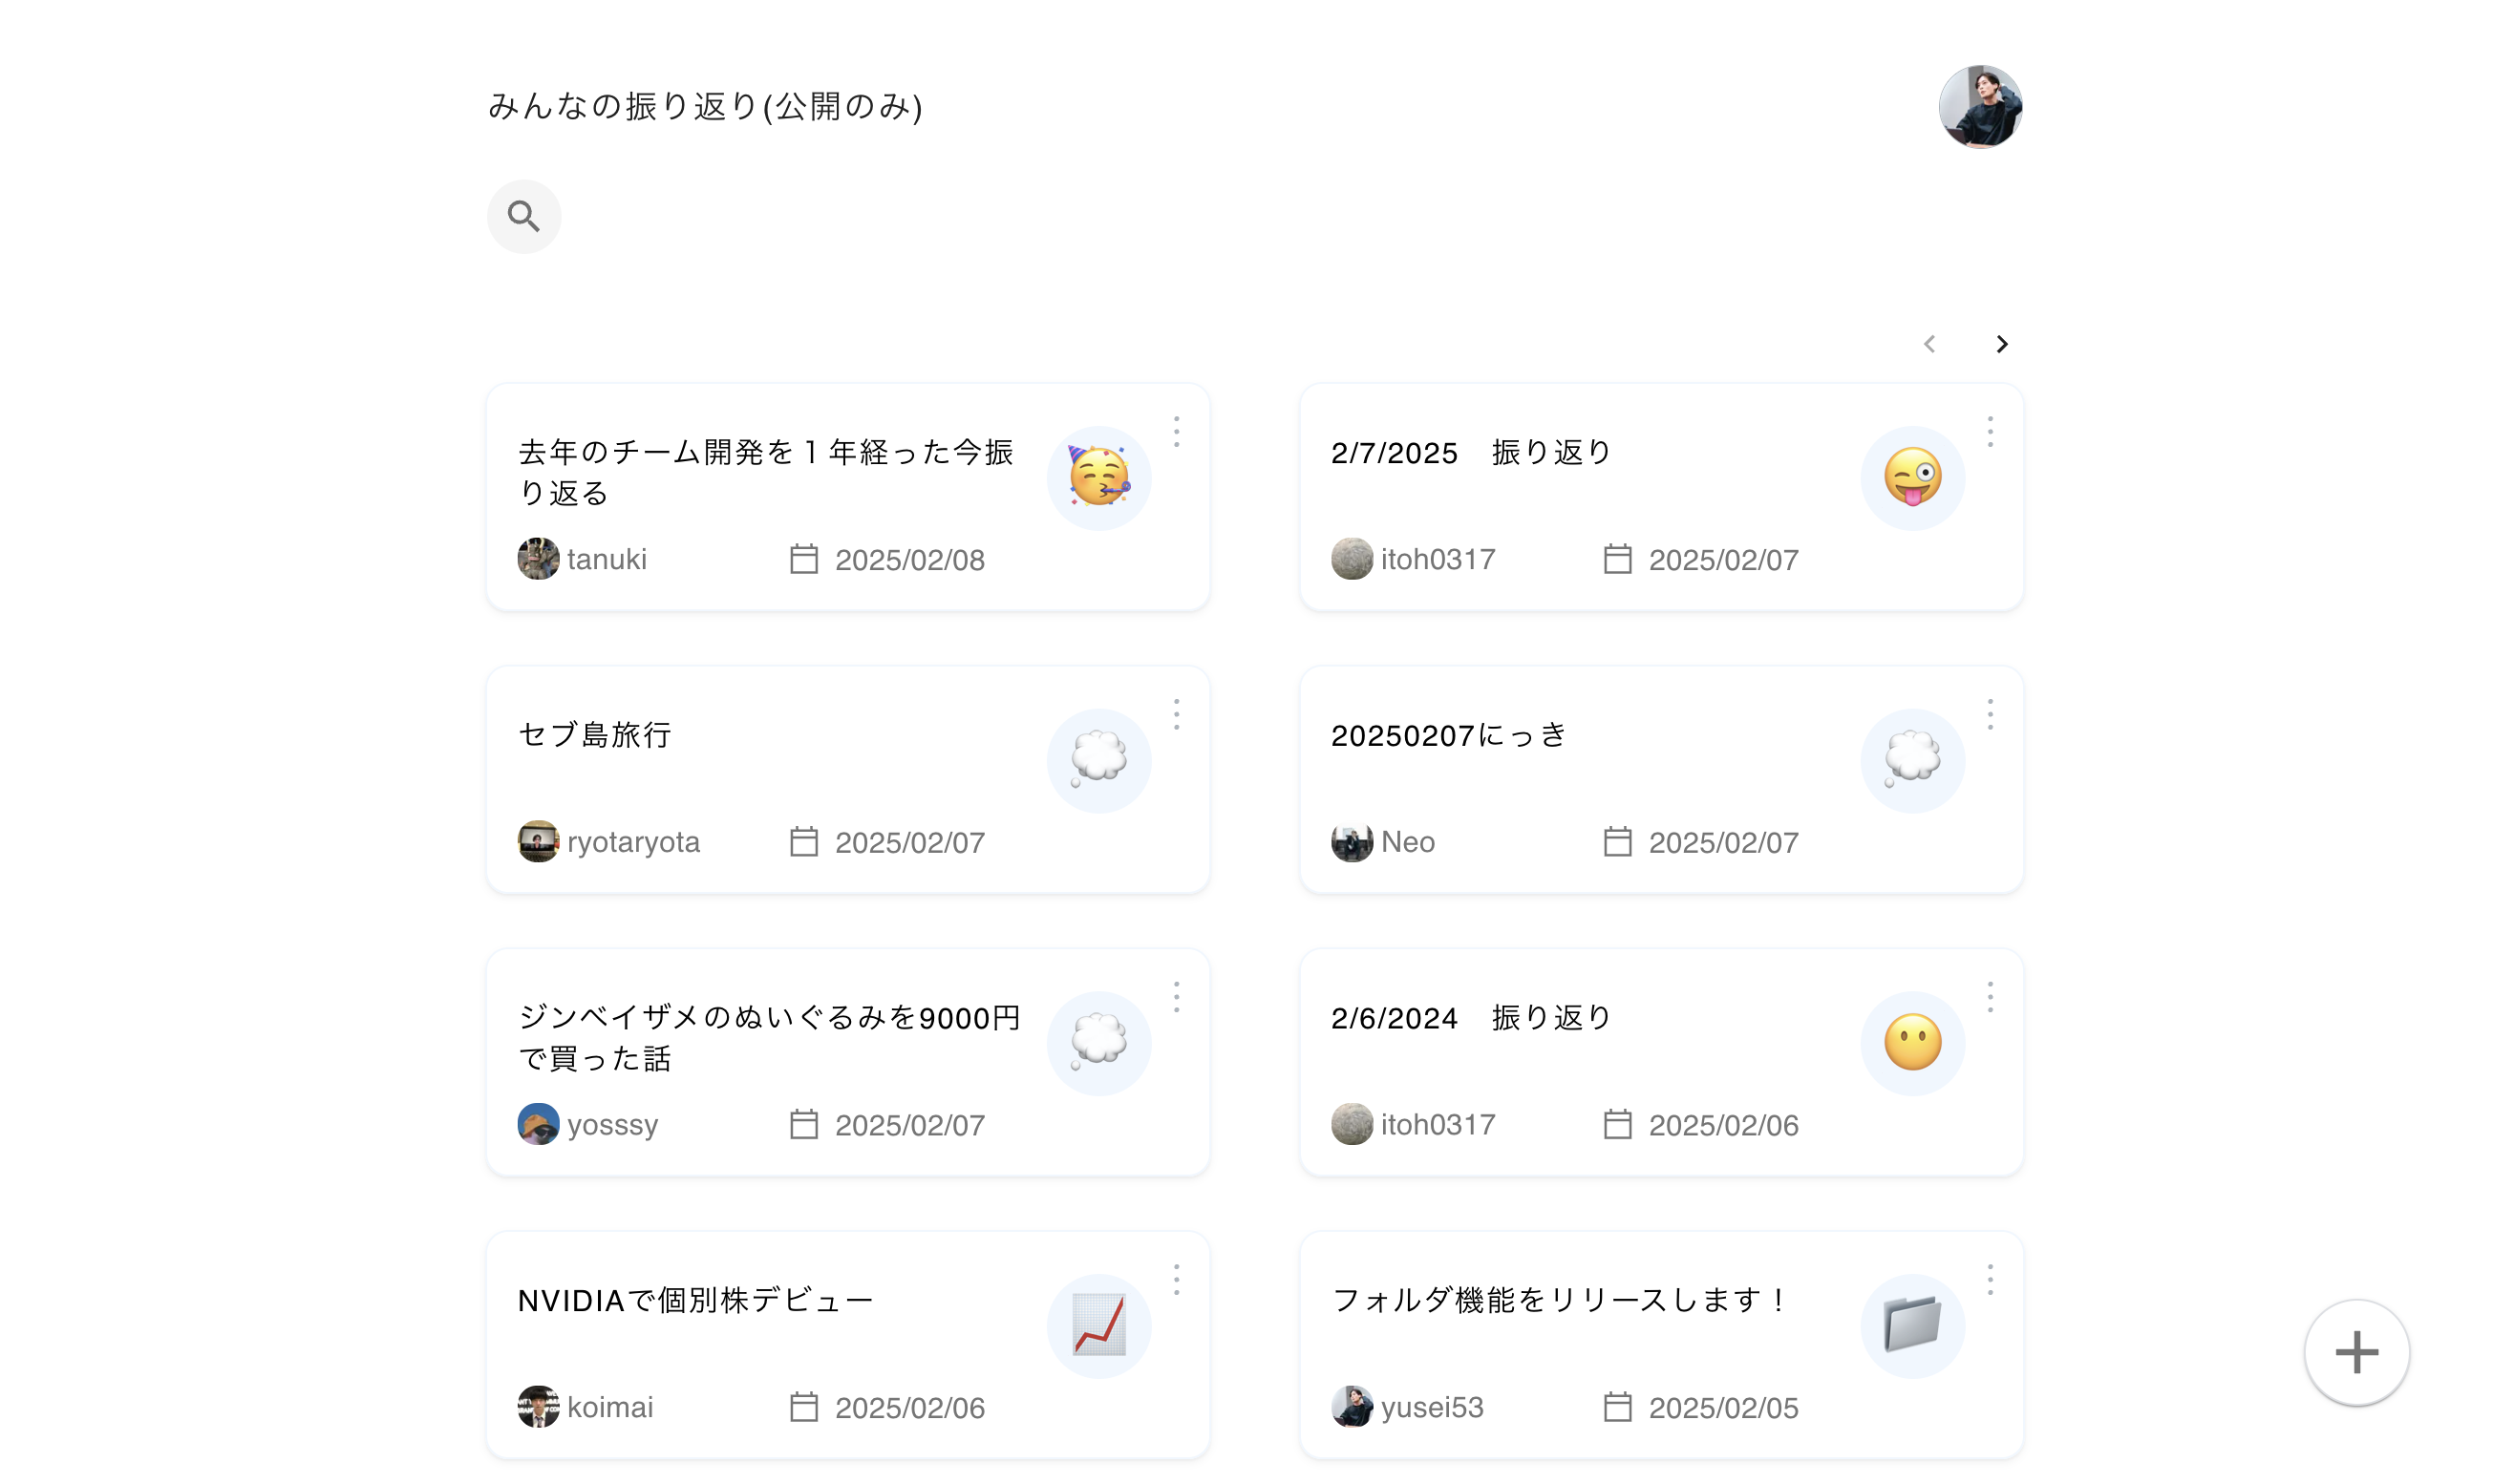 みんなの振り返り(公開のみ)
去年のチーム開発を１年経った今振
り返る
tanuki
2025/02/08
2/7/2025　振り返り
itoh0317
2025/02/07
セブ島旅行
ryotaryota
2025/02/07
20250207にっき
Neo
2025/02/07
ジンベイザメのぬいぐるみを9000円
で買った話
yosssy
2025/02/07
2/6/2024　振り返り
itoh0317
2025/02/06
NVIDIAで個別株デビュー
koimai
2025/02/06
フォルダ機能をリリースします！
yusei53
2025/02/05